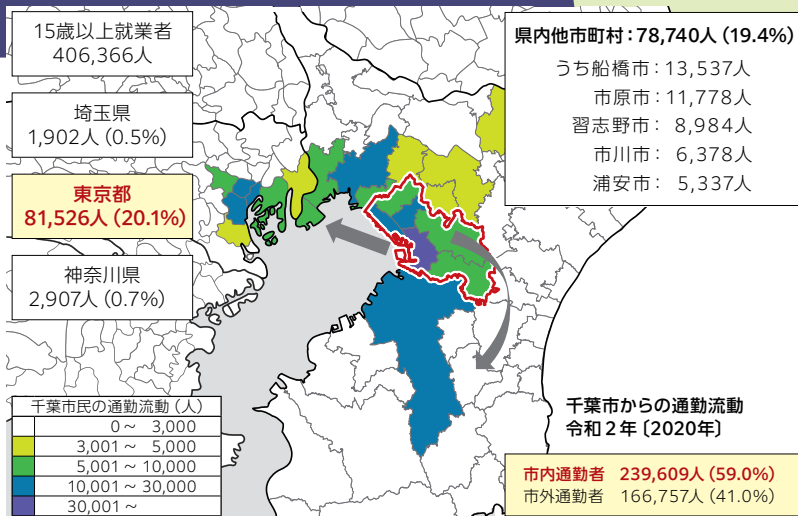 15歳以上就業者
406,366人
埼玉県
1,902人（0.5%）
東京都
81,526人（20.1%）
神奈川県
2,907人（0.7%）
県内他市町村：78,740人（19.4%）
うち船橋市：13,537人
市原市：11,778人
習志野市： 8,984人
市川市： 6,378人
浦安市： 5,337人
千葉市民の通勤流動（人）
0～ 3,000
3,001～ 5,000
5,001～ 10,000
10,001～ 30,000
30,001～
千葉市からの通勤流動
令和２年〔2020年〕
市内通勤者 239,609人（59.0%）
市外通勤者 166,757人（41.0%）